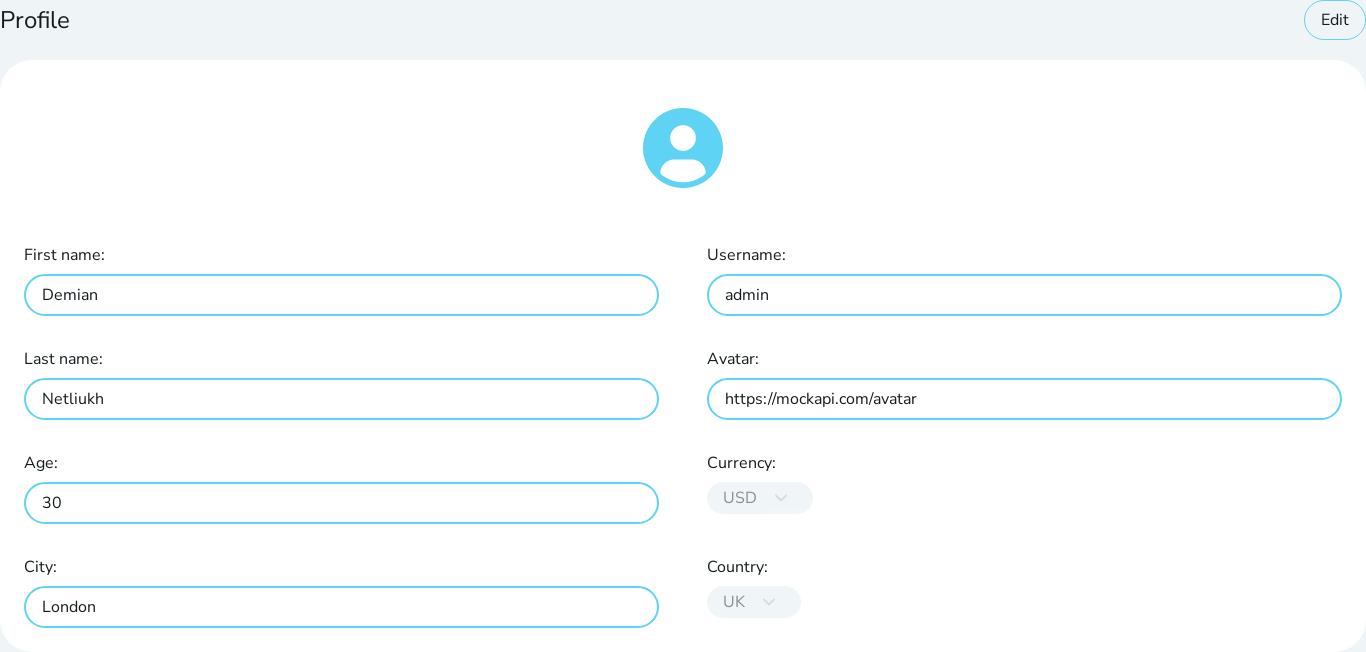 Profile
Edit
First name:
Demian
Username:
admin
Last name:
Netliukh
Avatar:
https://mockapi.com/avatar
Age:
30
Currency:
USD
City:
London
Country:
UK